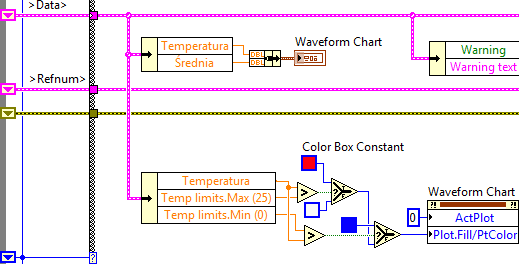 >Data>
Waveform Chart
Temperatura
Średnia
DBL
DBL
Warning
Warning text
>Refnum>
Color Box Constant
Temperatura
Temp limits.Max (25)
Temp limits.Min (0)
>
>
T
F
T
F
Waveform Chart
0
ActPlot
Plot.Fill/PtColor
?